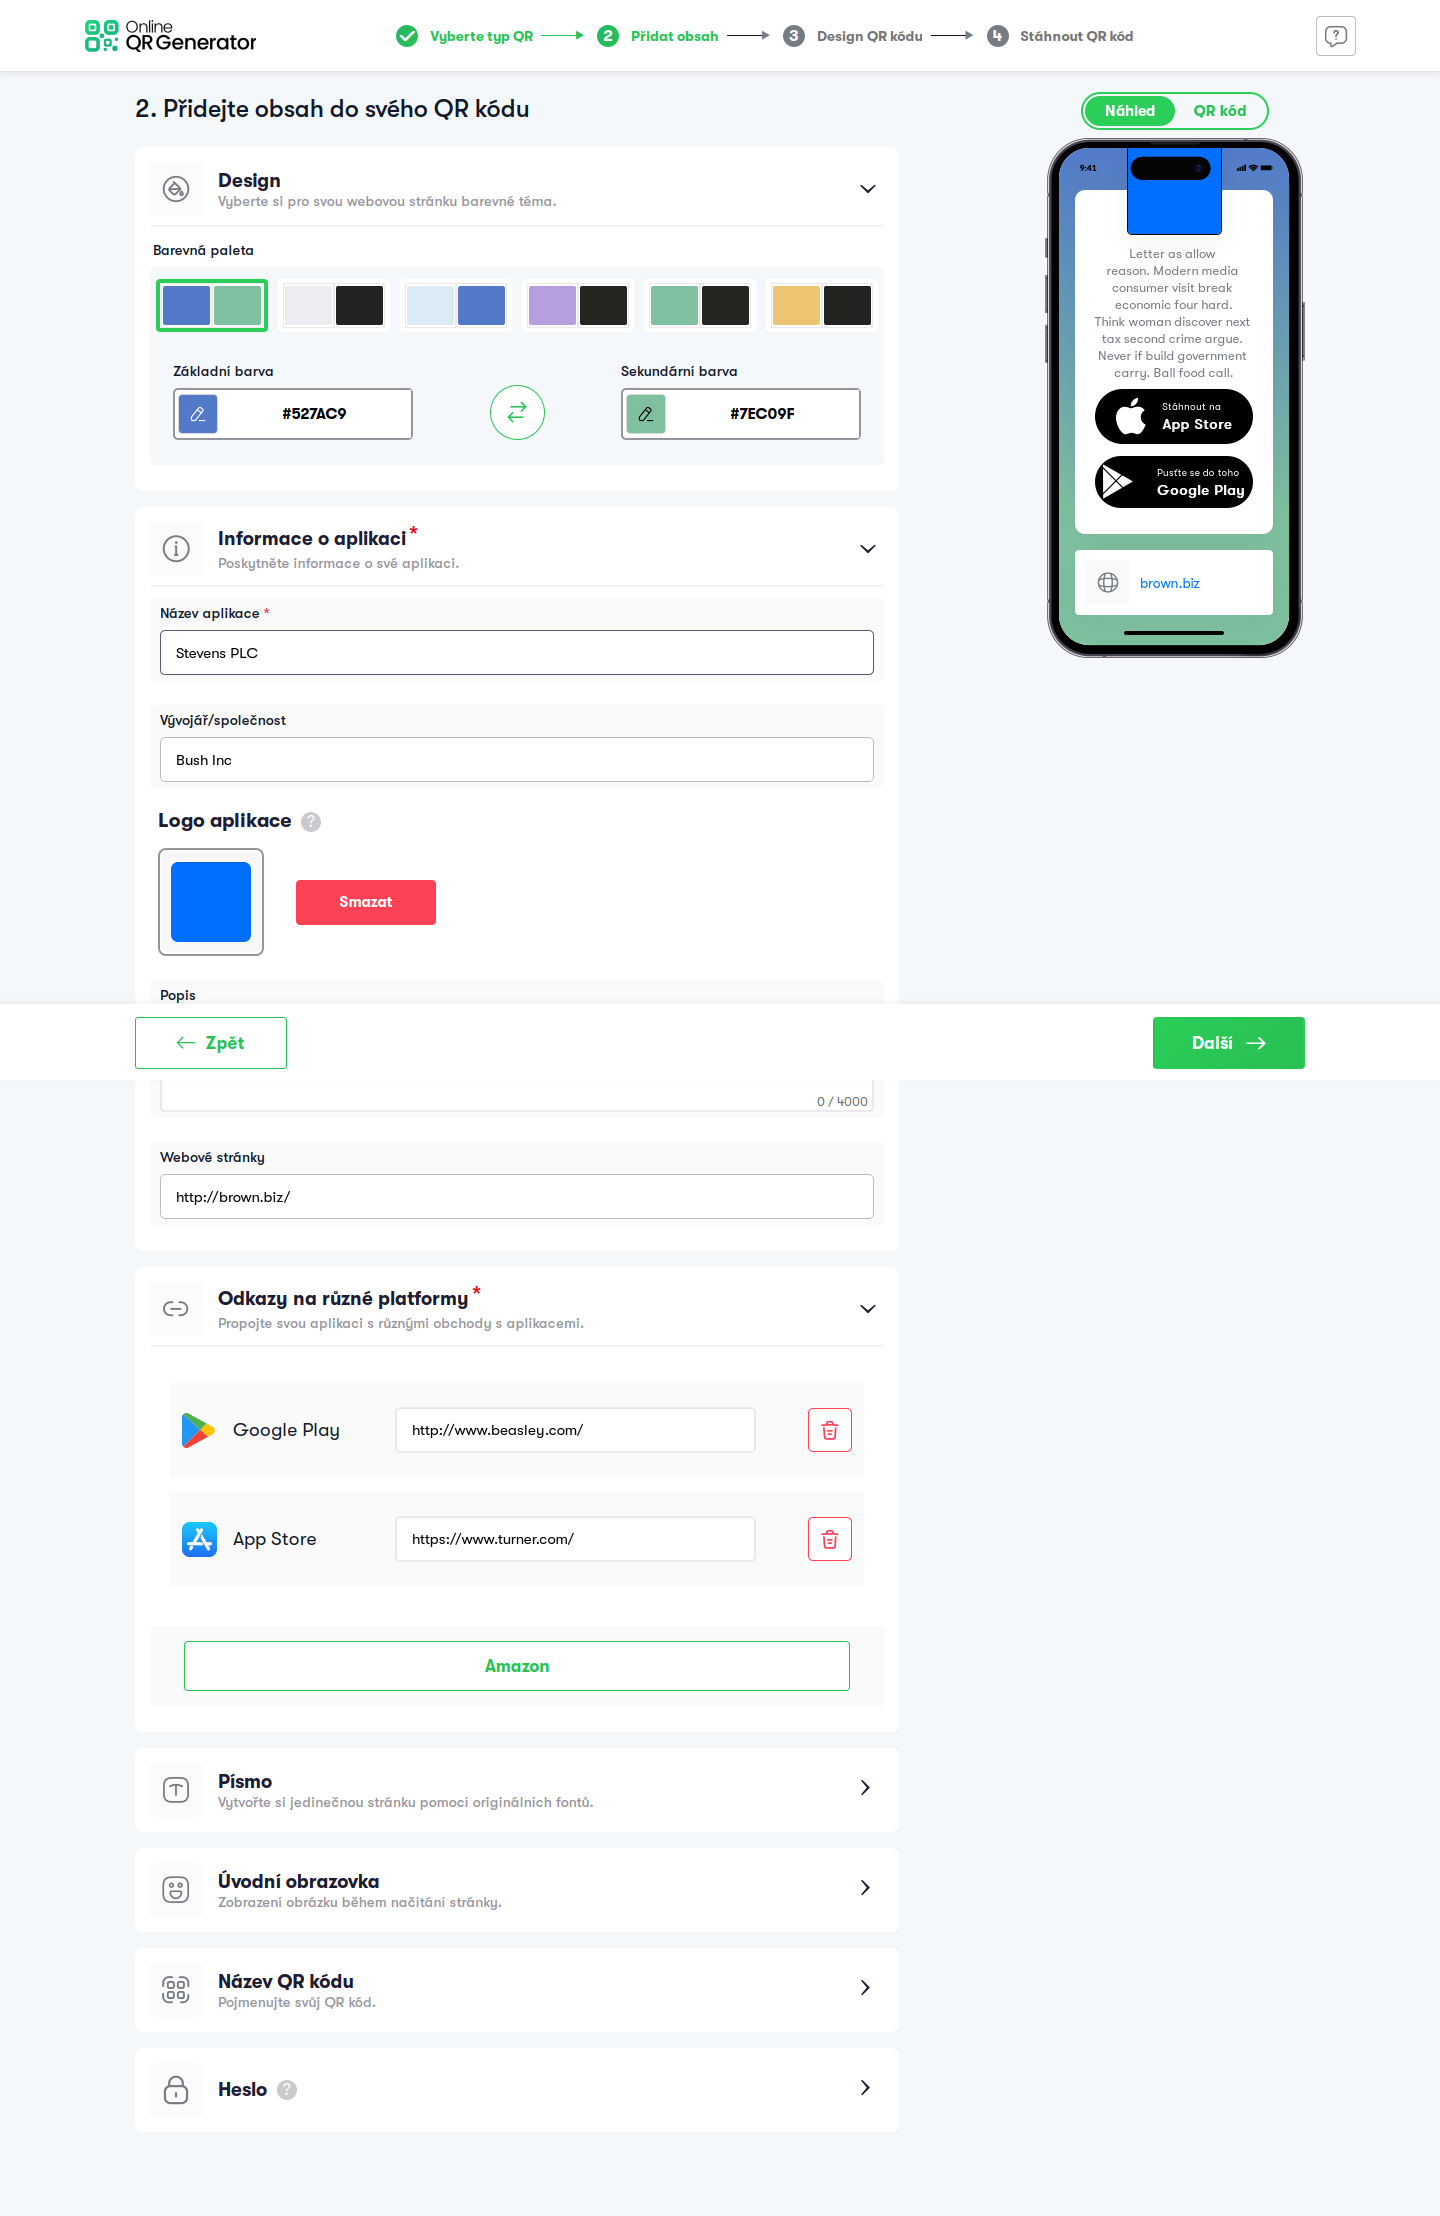 Online
QR Generator
Vyberte typ QR
2 Přidat obsah
3 Design QR kódu
4 Stáhnout QR kód
2. Přidejte obsah do svého QR kódu
Design
Vyberte si pro svou webovou stránku barevné téma.
Barevná paleta
Základní barva
#527AC9
Sekundární barva
#7EC09F
Informace o aplikaci *
Poskytněte informace o své aplikaci.
Název aplikace *
Stevens PLC
Vývojář/společnost
Bush Inc
Logo aplikace ?
Smazat
Popis
Zpět
Další
0 / 4000
Webové stránky
http://brown.biz/
Odkazy na různé platformy *
Propojte svou aplikaci s různými obchody s aplikacemi.
Google Play
http://www.beasley.com/
App Store
https://www.turner.com/
Amazon
Písmo
Vytvořte si jedinečnou stránku pomocí originálních fontů.
Úvodní obrazovka
Zobrazení obrázku během načítání stránky.
Název QR kódu
Pojmenujte svůj QR kód.
Heslo ?
Náhled
QR kód
9:41
Letter as allow
reason. Modern media
consumer visit break
economic four hard.
Think woman discover next
tax second crime argue.
Never if build government
carry. Ball food call.
Stáhnout na
App Store
Pusťte se do toho
Google Play
brown.biz